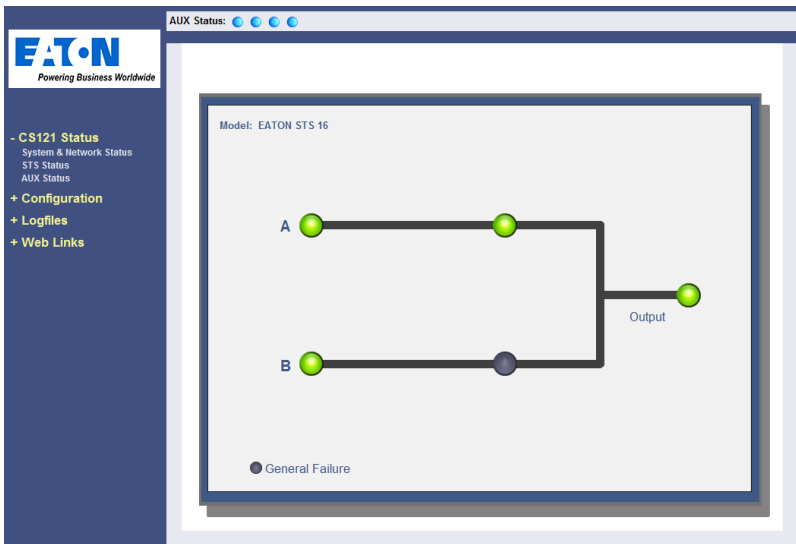 AUX Status:
EATON
Powering Business Worldwide
- CS121 Status
System & Network Status
STS Status
AUX Status
+ Configuration
+ Logfiles
+ Web Links
Model: EATON STS 16
A
B
Output
General Failure